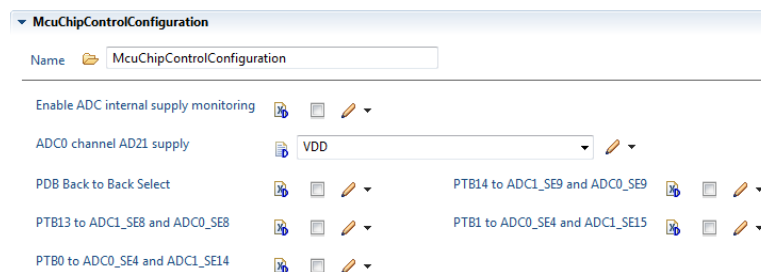 McuChipControlConfiguration
Name McuChipControlConfiguration
Enable ADC internal supply monitoring
ADC0 channel AD21 supply VDD
PDB Back to Back Select PTB14 to ADC1_SE9 and ADC0_SE9
PTB13 to ADC1_SE8 and ADC0_SE8 PTB1 to ADC0_SE4 and ADC1_SE15
PTB0 to ADC0_SE4 and ADC1_SE14